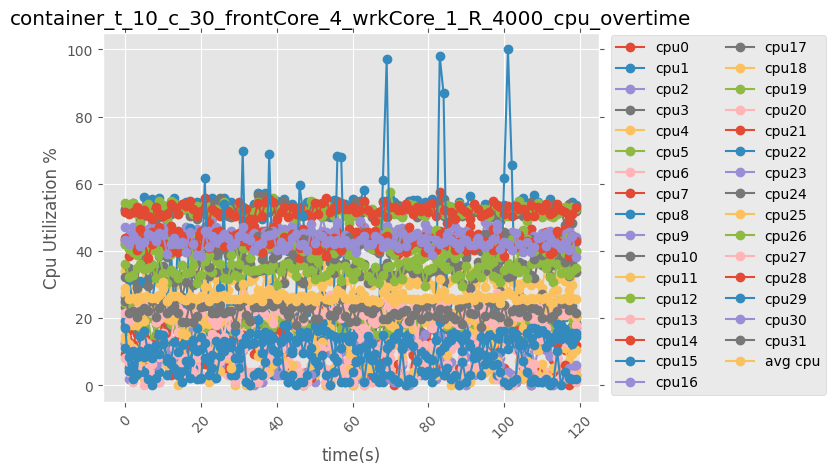 container_t_10_c_30_frontCore_4_wrkCore_1_R_4000_cpu_overtime
Cpu Utilization %
100
80
60
40
20
0
0
20
40
60
80
100
120
time(s)
cpu0
cpu1
cpu2
cpu3
cpu4
cpu5
cpu6
cpu7
cpu8
cpu9
cpu10
cpu11
cpu12
cpu13
cpu14
cpu15
cpu16
cpu17
cpu18
cpu19
cpu20
cpu21
cpu22
cpu23
cpu24
cpu25
cpu26
cpu27
cpu28
cpu29
cpu30
cpu31
avg cpu